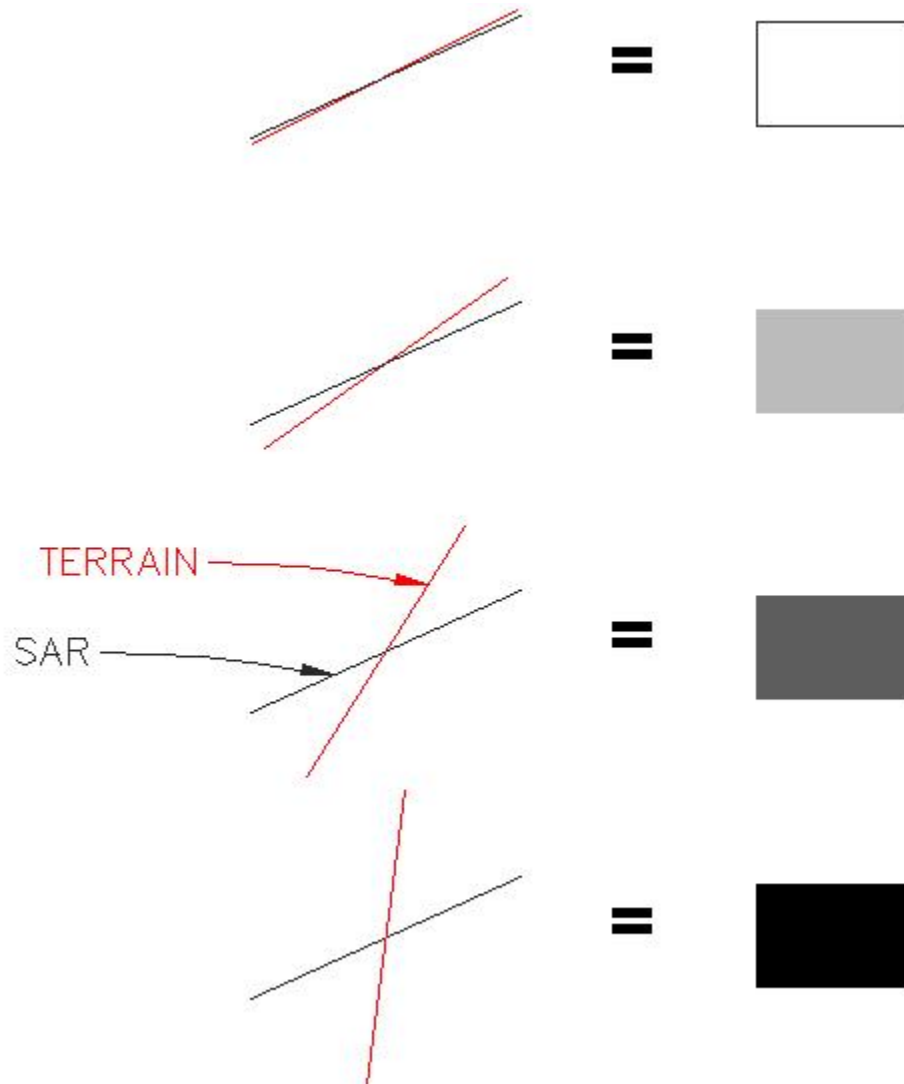 =
=
TERRAIN
SAR
=
=